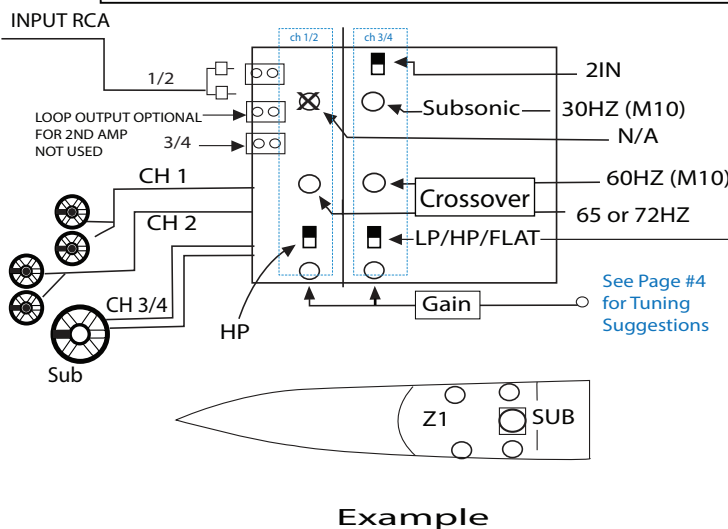 INPUT RCA
ch 1/2
ch 3/4
1/2
2IN
LOOP OUTPUT OPTIONAL
FOR 2ND AMP
NOT USED
Subsonic
30HZ (M10)
N/A
3/4
CH 1
60HZ (M10)
Crossover
65 or 72HZ
CH 2
LP/HP/FLAT
CH 3/4
HP
Gain
See Page #4
for Tuning
Suggestions
Sub
Z1
SUB
Example